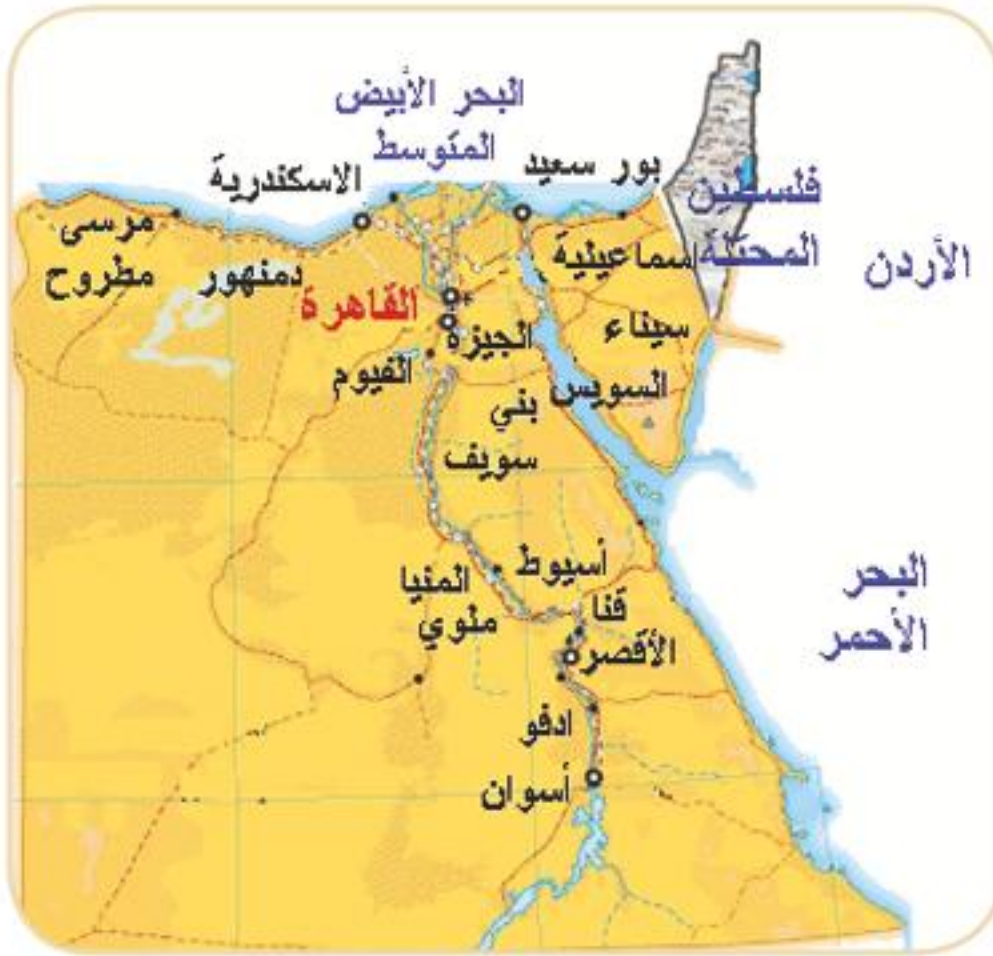 البحر الأبيض
المتوسط
بور سعيد
الاسكندرية
فلسطين
المحتلة
الأردن
مرسى
مطروح
دمنهور
اسماعيلية
القاهرة
سيناء
الجيزة
الفيوم
السويس
بني
سويف
البحر
الأحمر
أسيوط
المنيا
قنا
ملوي
الأقصر
ادفو
أسوان